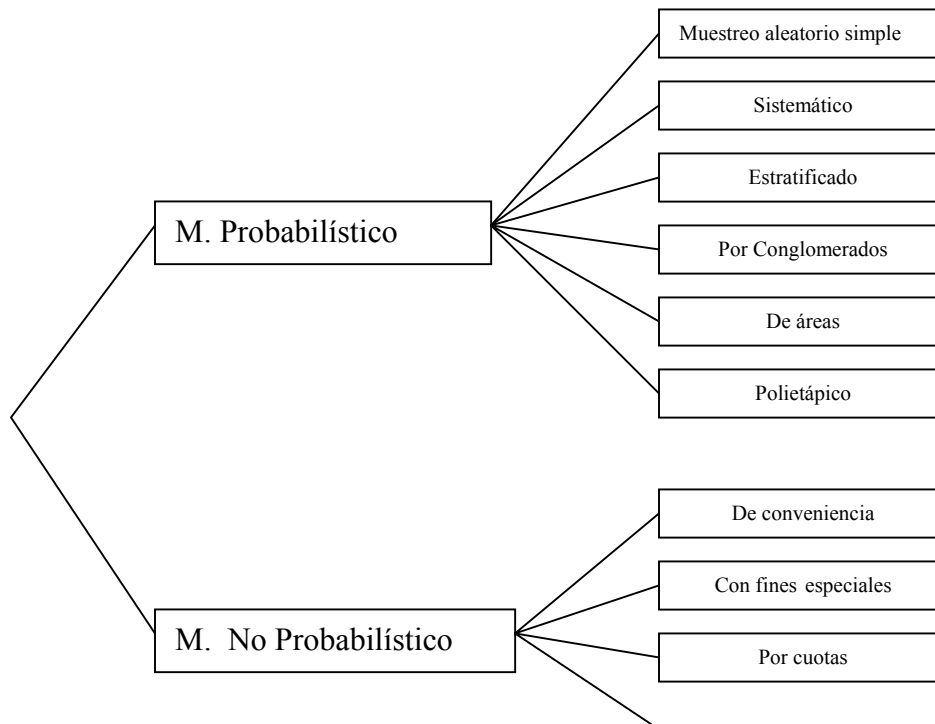 Muestreo aleatorio simple
Sistemático
Estratificado
M. Probabilístico
Por Conglomerados
De áreas
Polietápico
De conveniencia
Con fines especiales
M. No Probabilístico
Por cuotas